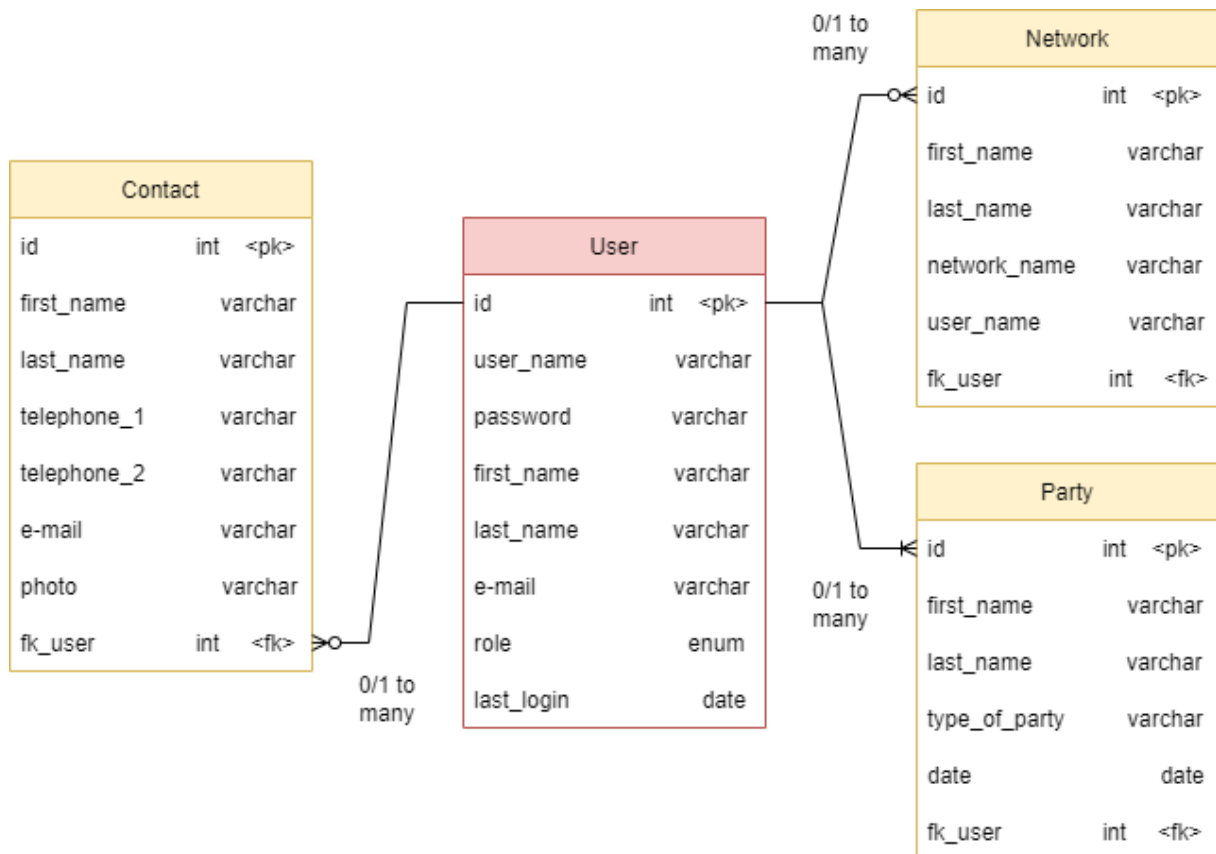 Contact
id int <pk>
first_name varchar
last_name varchar
telephone_1 varchar
telephone_2 varchar
e-mail varchar
photo varchar
fk_user int <fk>
0/1 to
many
User
id int <pk>
user_name varchar
password varchar
first_name varchar
last_name varchar
e-mail varchar
role enum
last_login date
0/1 to
many
Network
id int <pk>
first_name varchar
last_name varchar
network_name varchar
user_name varchar
fk_user int <fk>
0/1 to
many
Party
id int <pk>
first_name varchar
last_name varchar
type_of_party varchar
date date
fk_user int <fk>